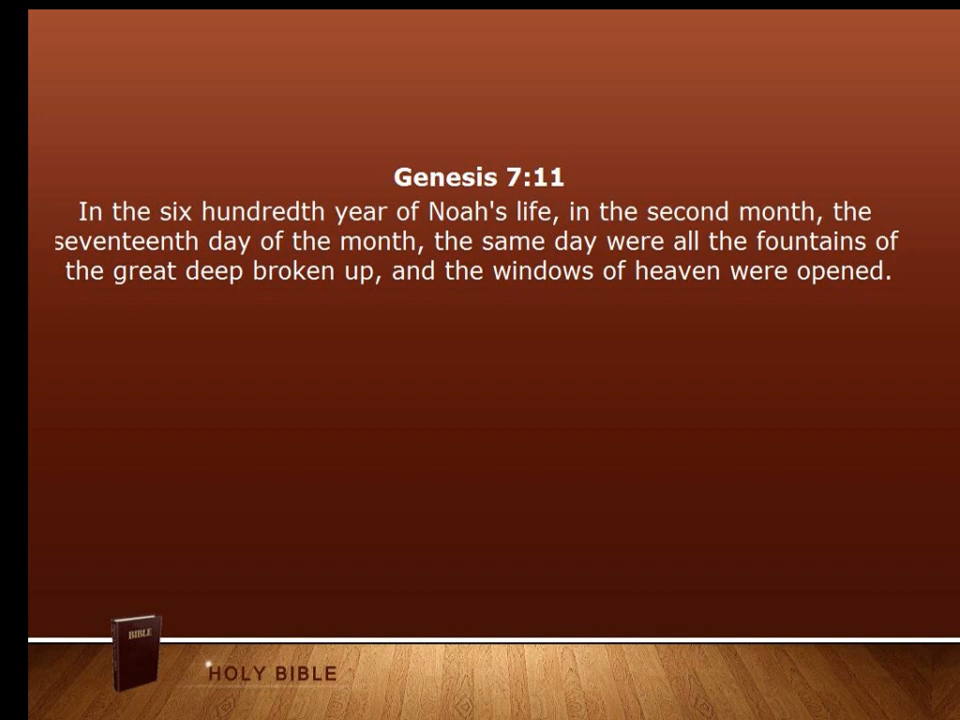 Genesis 7:11
In the six hundredth year of Noah's life, in the second month, the
seventeenth day of the month, the same day were all the fountains of
the great deep broken up, and the windows of heaven were opened.
BIBLE
HOLY BIBLE